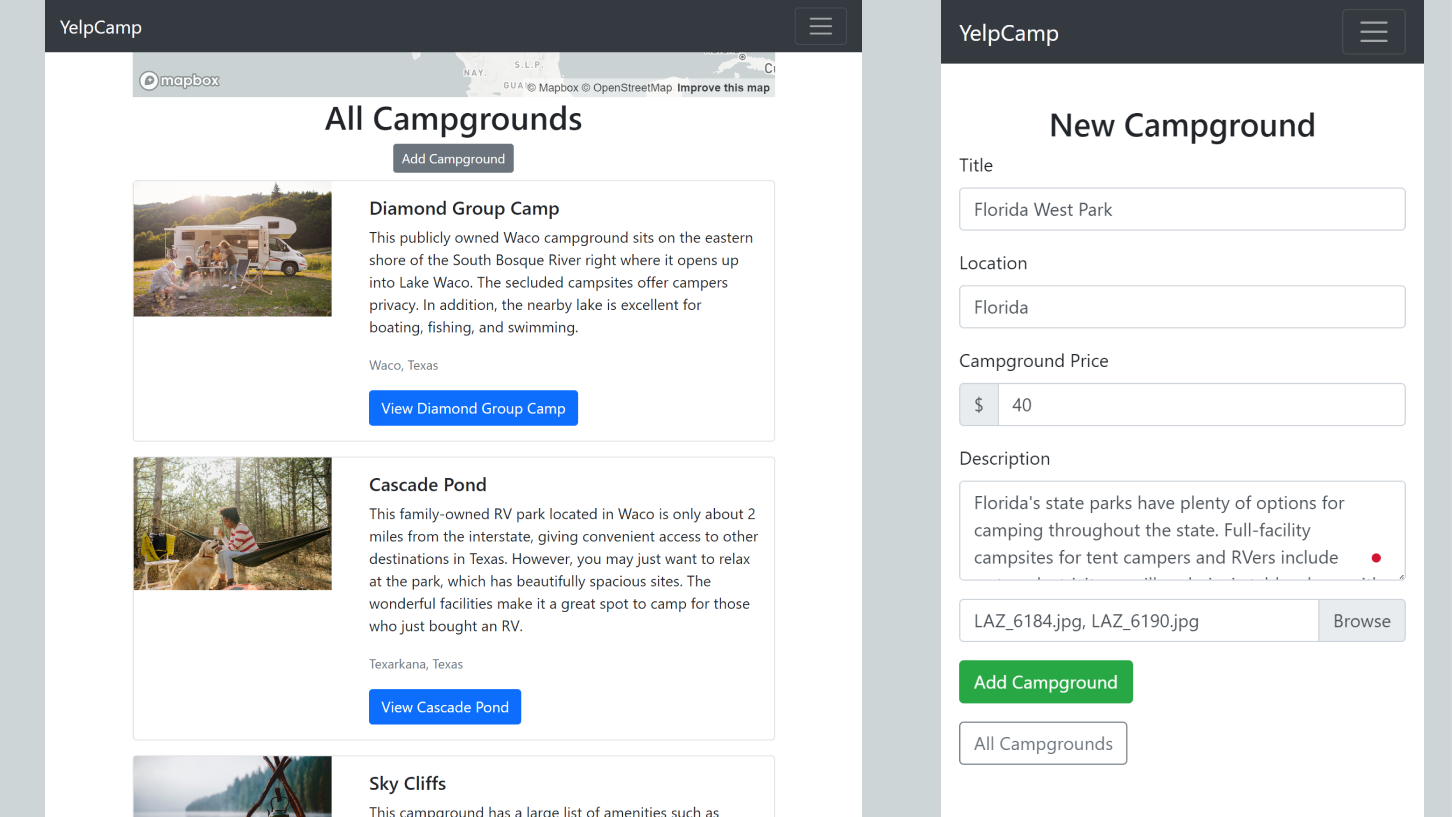 YelpCamp
NAY.
S.L.P.
GUA
mapbox
© Mapbox © OpenStreetMap Improve this map
All Campgrounds
Add Campground
Diamond Group Camp
This publicly owned Waco campground sits on the eastern
shore of the South Bosque River right where it opens up
into Lake Waco. The secluded campsites offer campers
privacy. In addition, the nearby lake is excellent for
boating, fishing, and swimming.
Waco, Texas
View Diamond Group Camp
Cascade Pond
This family-owned RV park located in Waco is only about 2
miles from the interstate, giving convenient access to other
destinations in Texas. However, you may just want to relax
at the park, which has beautifully spacious sites. The
wonderful facilities make it a great spot to camp for those
who just bought an RV.
Texarkana, Texas
View Cascade Pond
Sky Cliffs
This campground has a large list of amenities such as
YelpCamp
New Campground
Title
Florida West Park
Location
Florida
Campground Price
$ 40
Description
Florida's state parks have plenty of options for
camping throughout the state. Full-facility
campsites for tent campers and RVers include
LAZ_6184.jpg, LAZ_6190.jpg Browse
Add Campground
All Campgrounds